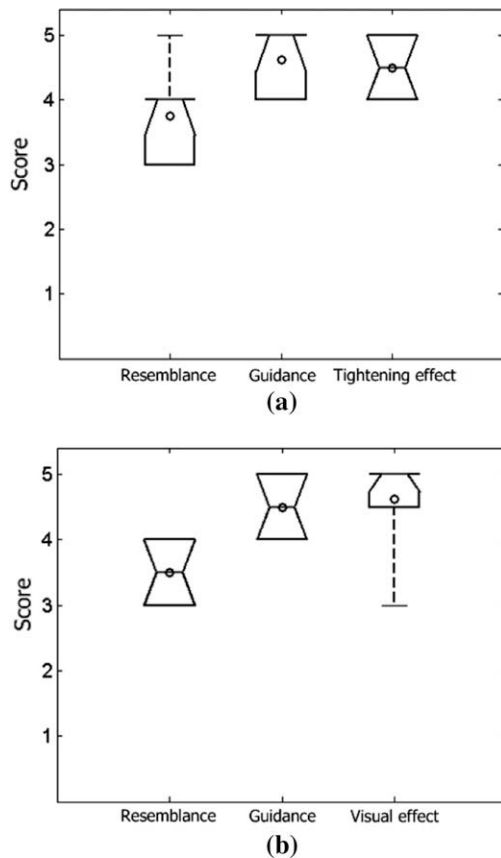 5
4
3
2
1
Score
Resemblance Guidance Tightening effect
(a)
5
4
3
2
1
Score
Resemblance Guidance Visual effect
(b)